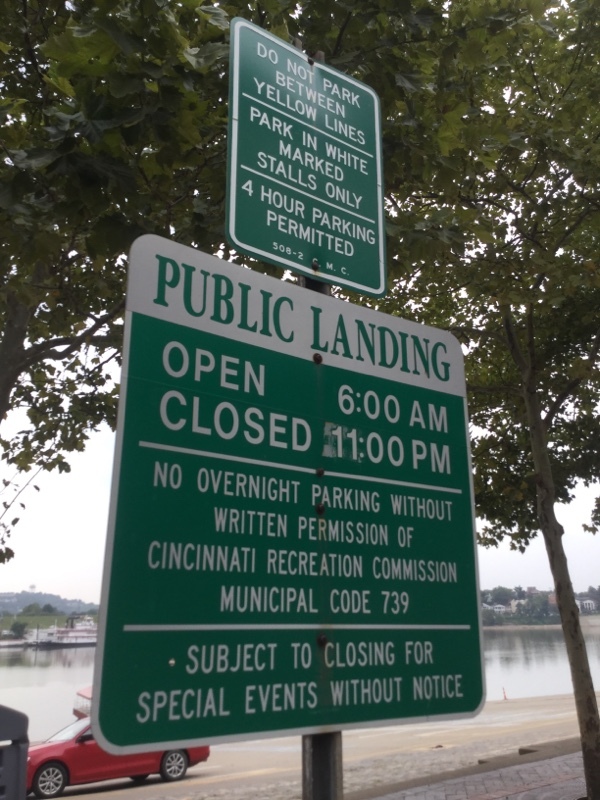 DO NOT PARK
BETWEEN
YELLOW LINES
PARK IN WHITE
MARKED
STALLS ONLY
4 HOUR PARKING
PERMITTED
508-2 C. M. C.
PUBLIC LANDING
OPEN 6:00 AM
CLOSED 11:00 PM
NO OVERNIGHT PARKING WITHOUT
WRITTEN PERMISSION OF
CINCINNATI RECREATION COMMISSION
MUNICIPAL CODE 739
SUBJECT TO CLOSING FOR
SPECIAL EVENTS WITHOUT NOTICE